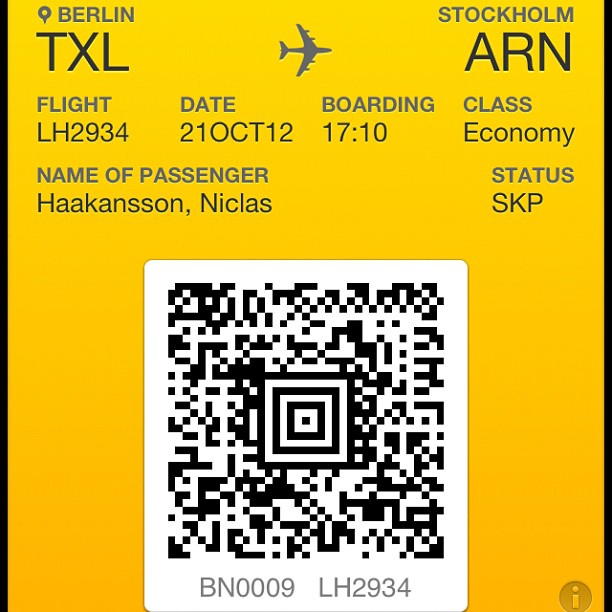 BERLIN STOCKHOLM
TXL ARN
FLIGHT DATE BOARDING CLASS
LH2934 21OCT12 17:10 Economy
NAME OF PASSENGER STATUS
Haakansson, Niclas SKP
BN0009 LH2934